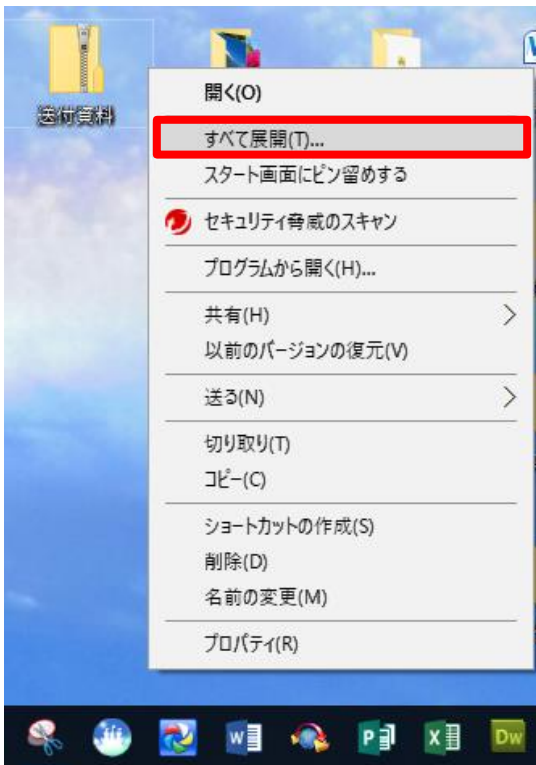 送付資料
開く(O)
すべて展開(T)...
スタート画面にピン留めする
セキュリティ脅威のスキャン
プログラムから開く(H)...
共有(H)
以前のバージョンの復元(V)
送る(N)
切り取り(T)
コピー(C)
ショートカットの作成(S)
削除(D)
名前の変更(M)
プロパティ(R)
W
P
X
Dw